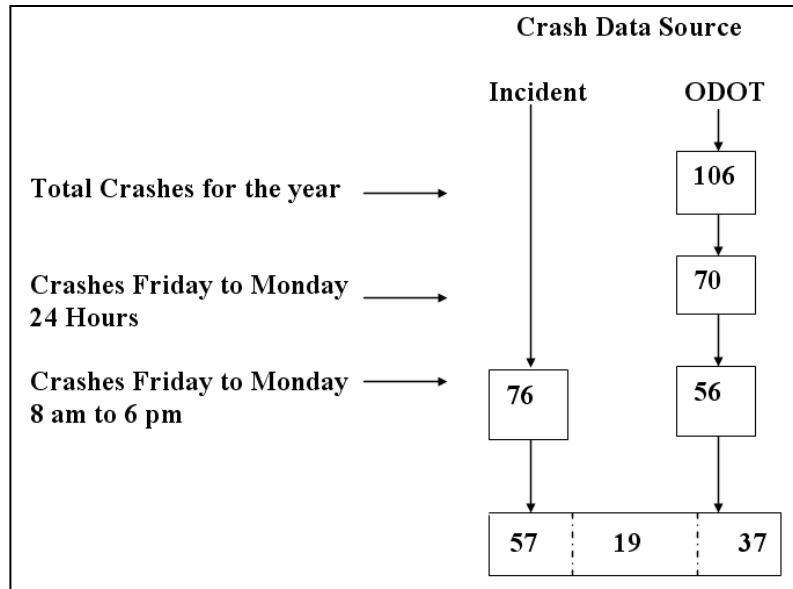 Crash Data Source
Incident ODOT
Total Crashes for the year 106
Crashes Friday to Monday
24 Hours
70
Crashes Friday to Monday
8 am to 6 pm
76 56
57 19 37